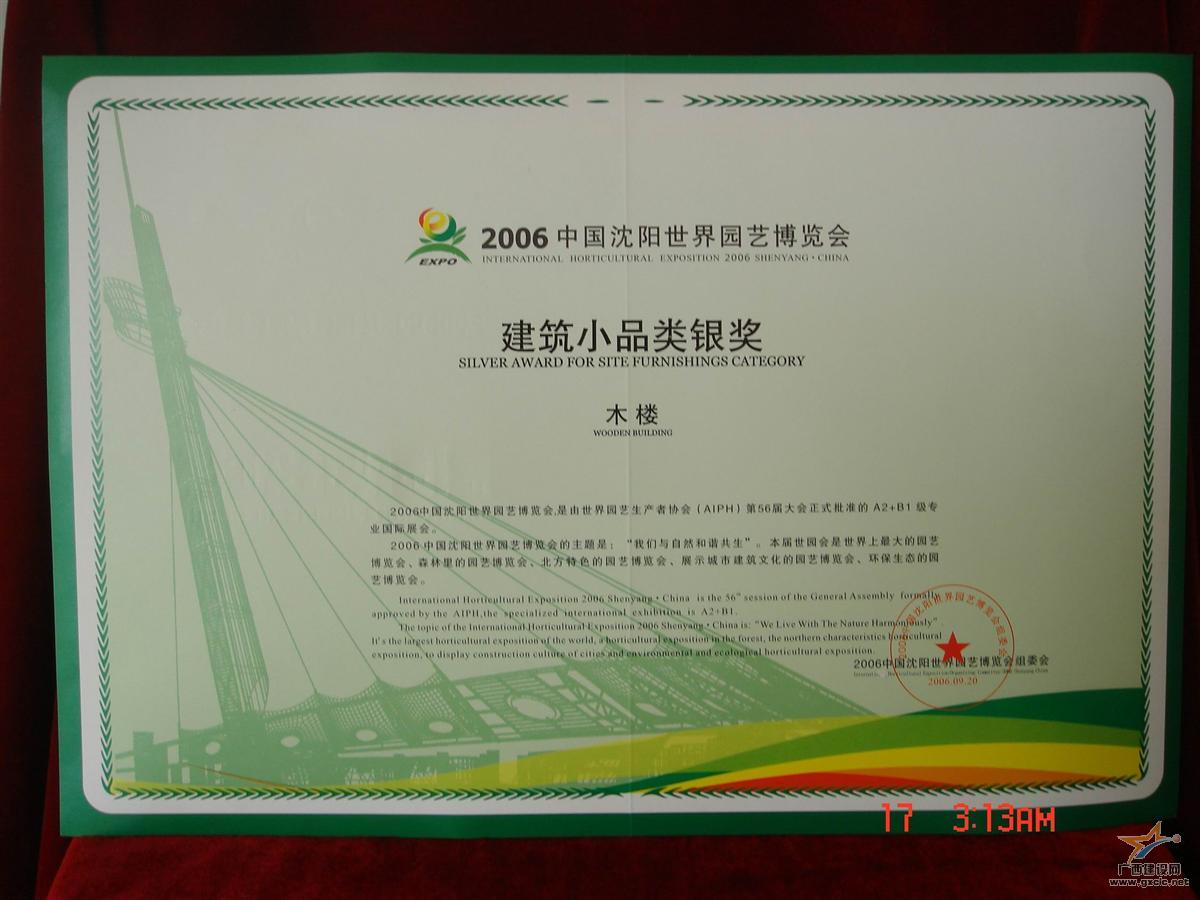 2006 中国沈阳世界园艺博览会
EXPO
INTERNATIONAL HORTICULTURAL EXPOSITION 2006 SHENYANG·CHINA
建筑小品类银奖
SILVER AWARD FOR SITE FURNISHINGS CATEGORY
木楼
WOODEN BUILDING
2006中国沈阳世界园艺博览会,是由世界园艺生产者协会(AIPH)第56届大会正式批准的 A2+B1 级专
业国际展会。
2006中国沈阳世界园艺博览会的主题是:“我们与自然和谐共生”。本届世园会是世界上最大的园艺
博览会、森林里的园艺博览会、北方特色的园艺博览会、展示城市建筑文化的园艺博览会、环保生态的园
艺博览会。
International Horticultural Exposition 2006 Shenyang·China is the 56" session of the General Assembly formally
approved by the AIPH,the specialized international exhibition is A2+B1.
The topic of the International Horticultural Exposition 2006 Shenyang·China is: "We Live With The Nature Harmoniously".
It's the largest horticultural exposition of the world, a horticultural exposition in the forest, the northern characteristics horticultural
exposition, to display construction culture of cities and environmental and ecological horticultural exposition.
2006中国沈阳世界园艺博览会组委会
2006.09.20
17 3:13AM
广西建设网
www.gxcic.net